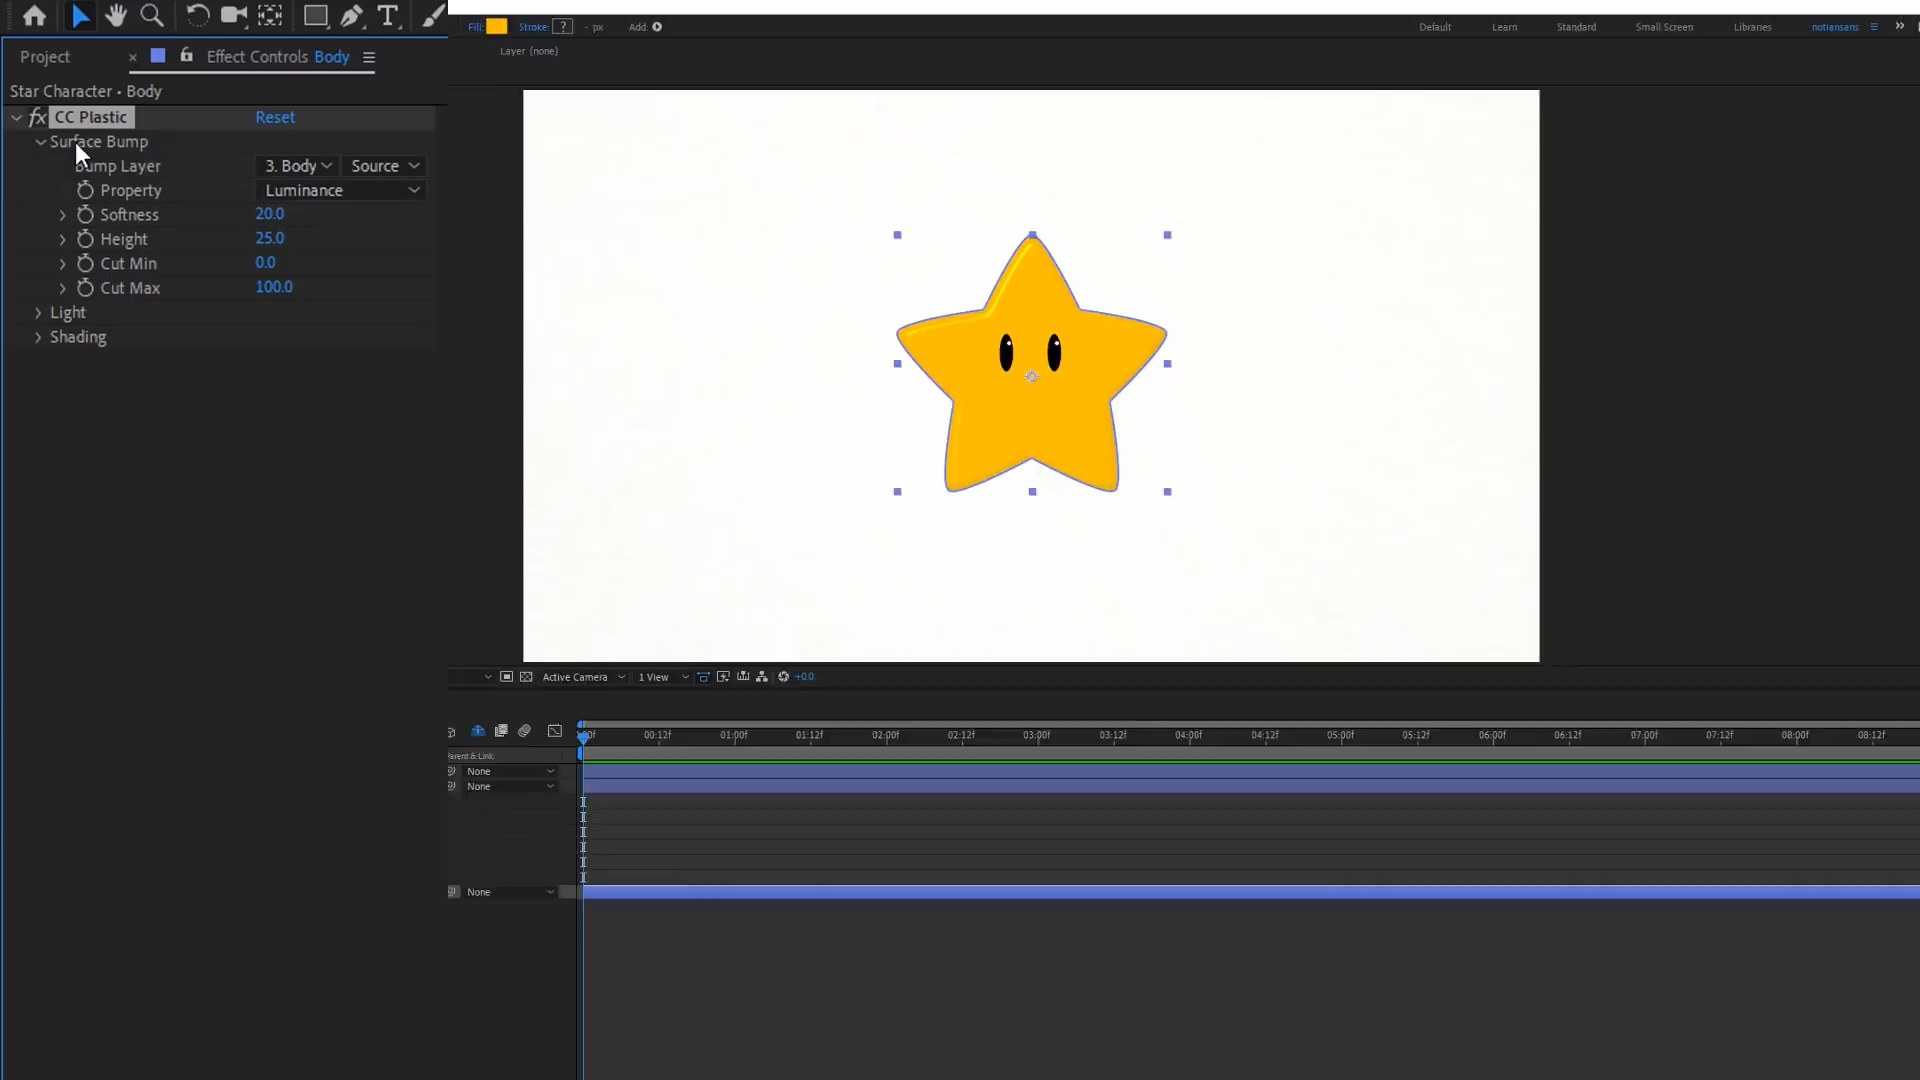 Fill: Stroke: ? - px Add:
Default Learn Standard Small Screen Libraries notiansans
Project × Effect Controls Body
Layer (none)
Star Character • Body
fx CC Plastic Reset
Surface Bump
Bump Layer 3. Body Source
Property Luminance
Softness 20.0
Height 25.0
Cut Min 0.0
Cut Max 100.0
Light
Shading
Active Camera 1 View +0.0
:00f 00:12f 01:00f 01:12f 02:00f 02:12f 03:00f 03:12f 04:00f 04:12f 05:00f 05:12f 06:00f 06:12f 07:00f 07:12f 08:00f 08:12f
Parent & Link
None
None
None